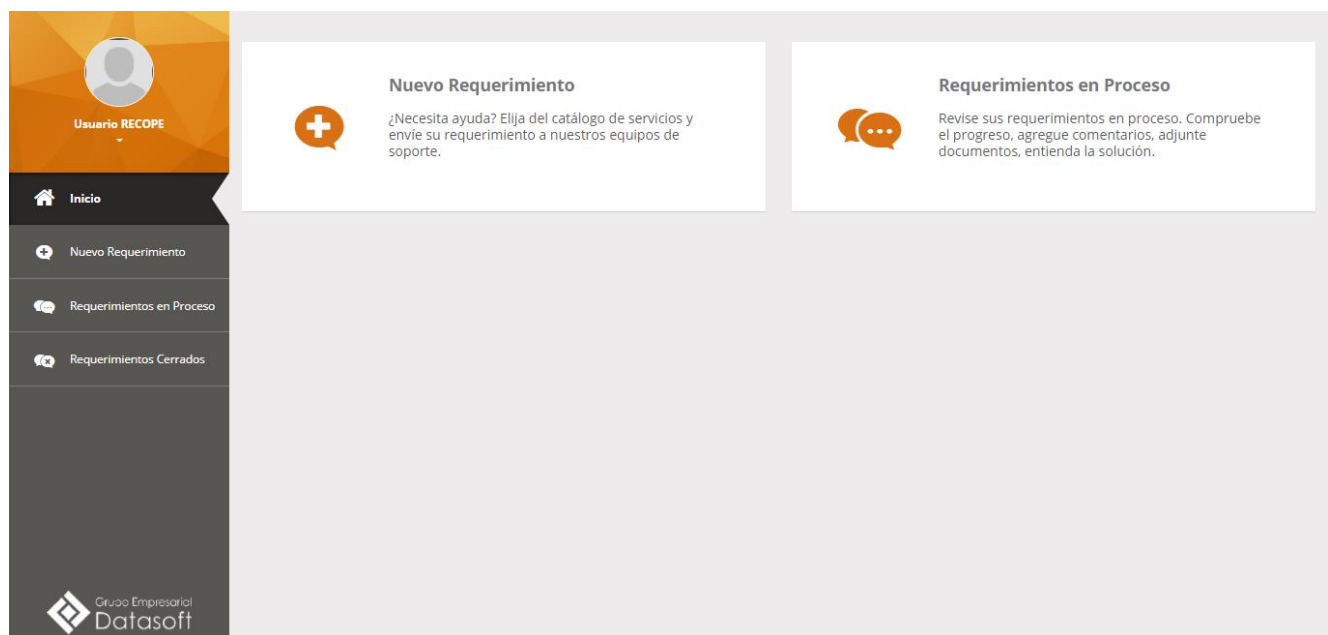 Usuario RECOPE
Inicio
Nuevo Requerimiento
Requerimientos en Proceso
Requerimientos Cerrados
Grupo Empresarial
Datasoft
Nuevo Requerimiento
¿Necesita ayuda? Elija del catálogo de servicios y
envíe su requerimiento a nuestros equipos de
soporte.
Requerimientos en Proceso
Revise sus requerimientos en proceso. Compruebe
el progreso, agregue comentarios, adjunte
documentos, entienda la solución.